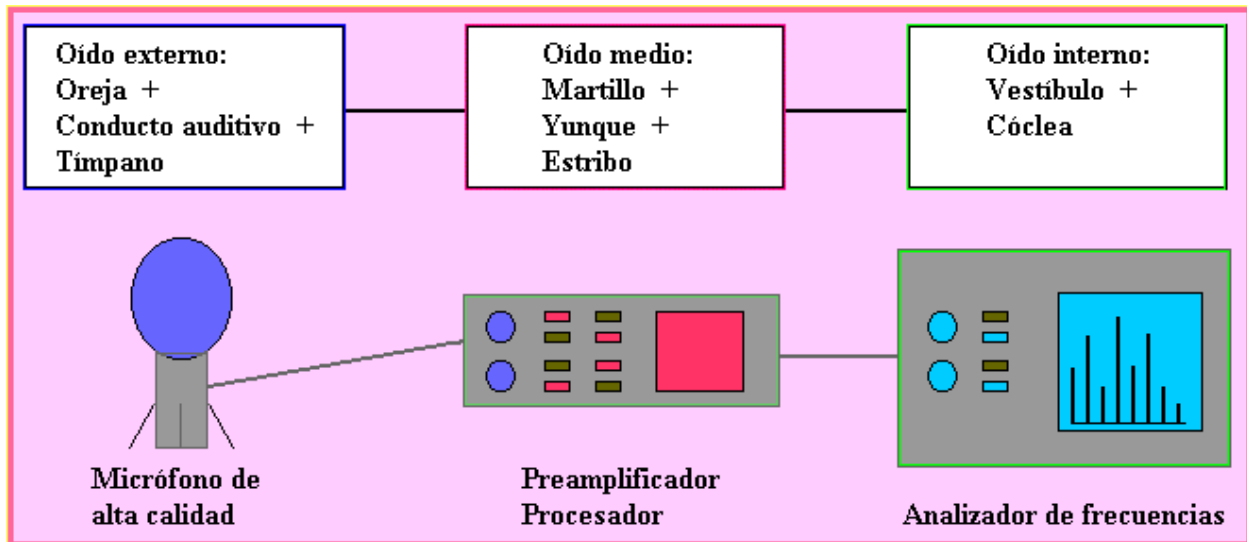 Oído externo:
Oreja +
Conducto auditivo +
Tímpano
Oído medio:
Martillo +
Yunque +
Estribo
Oído interno:
Vestíbulo +
Cóclea
Micrófono de
alta calidad
Preamplificador
Procesador
Analizador de frecuencias